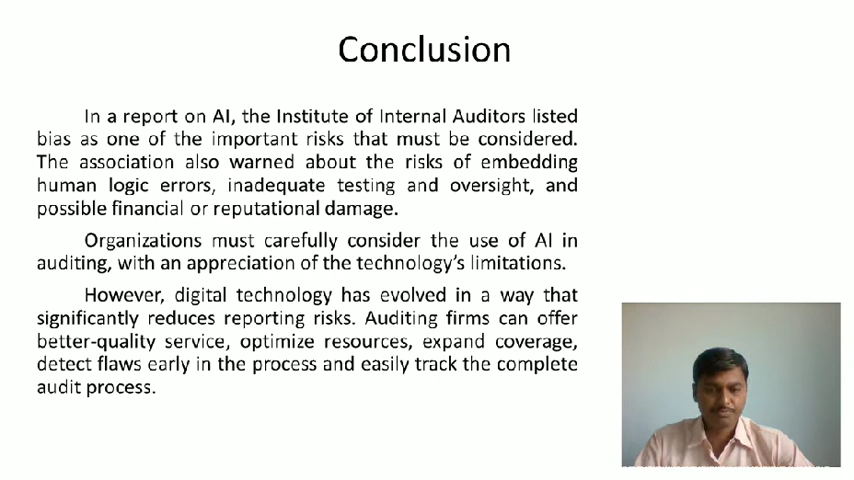 Conclusion
In a report on AI, the Institute of Internal Auditors listed
bias as one of the important risks that must be considered.
The association also warned about the risks of embedding
human logic errors, inadequate testing and oversight, and
possible financial or reputational damage.
Organizations must carefully consider the use of AI in
auditing, with an appreciation of the technology's limitations.
However, digital technology has evolved in a way that
significantly reduces reporting risks. Auditing firms can offer
better-quality service, optimize resources, expand coverage,
detect flaws early in the process and easily track the complete
audit process.